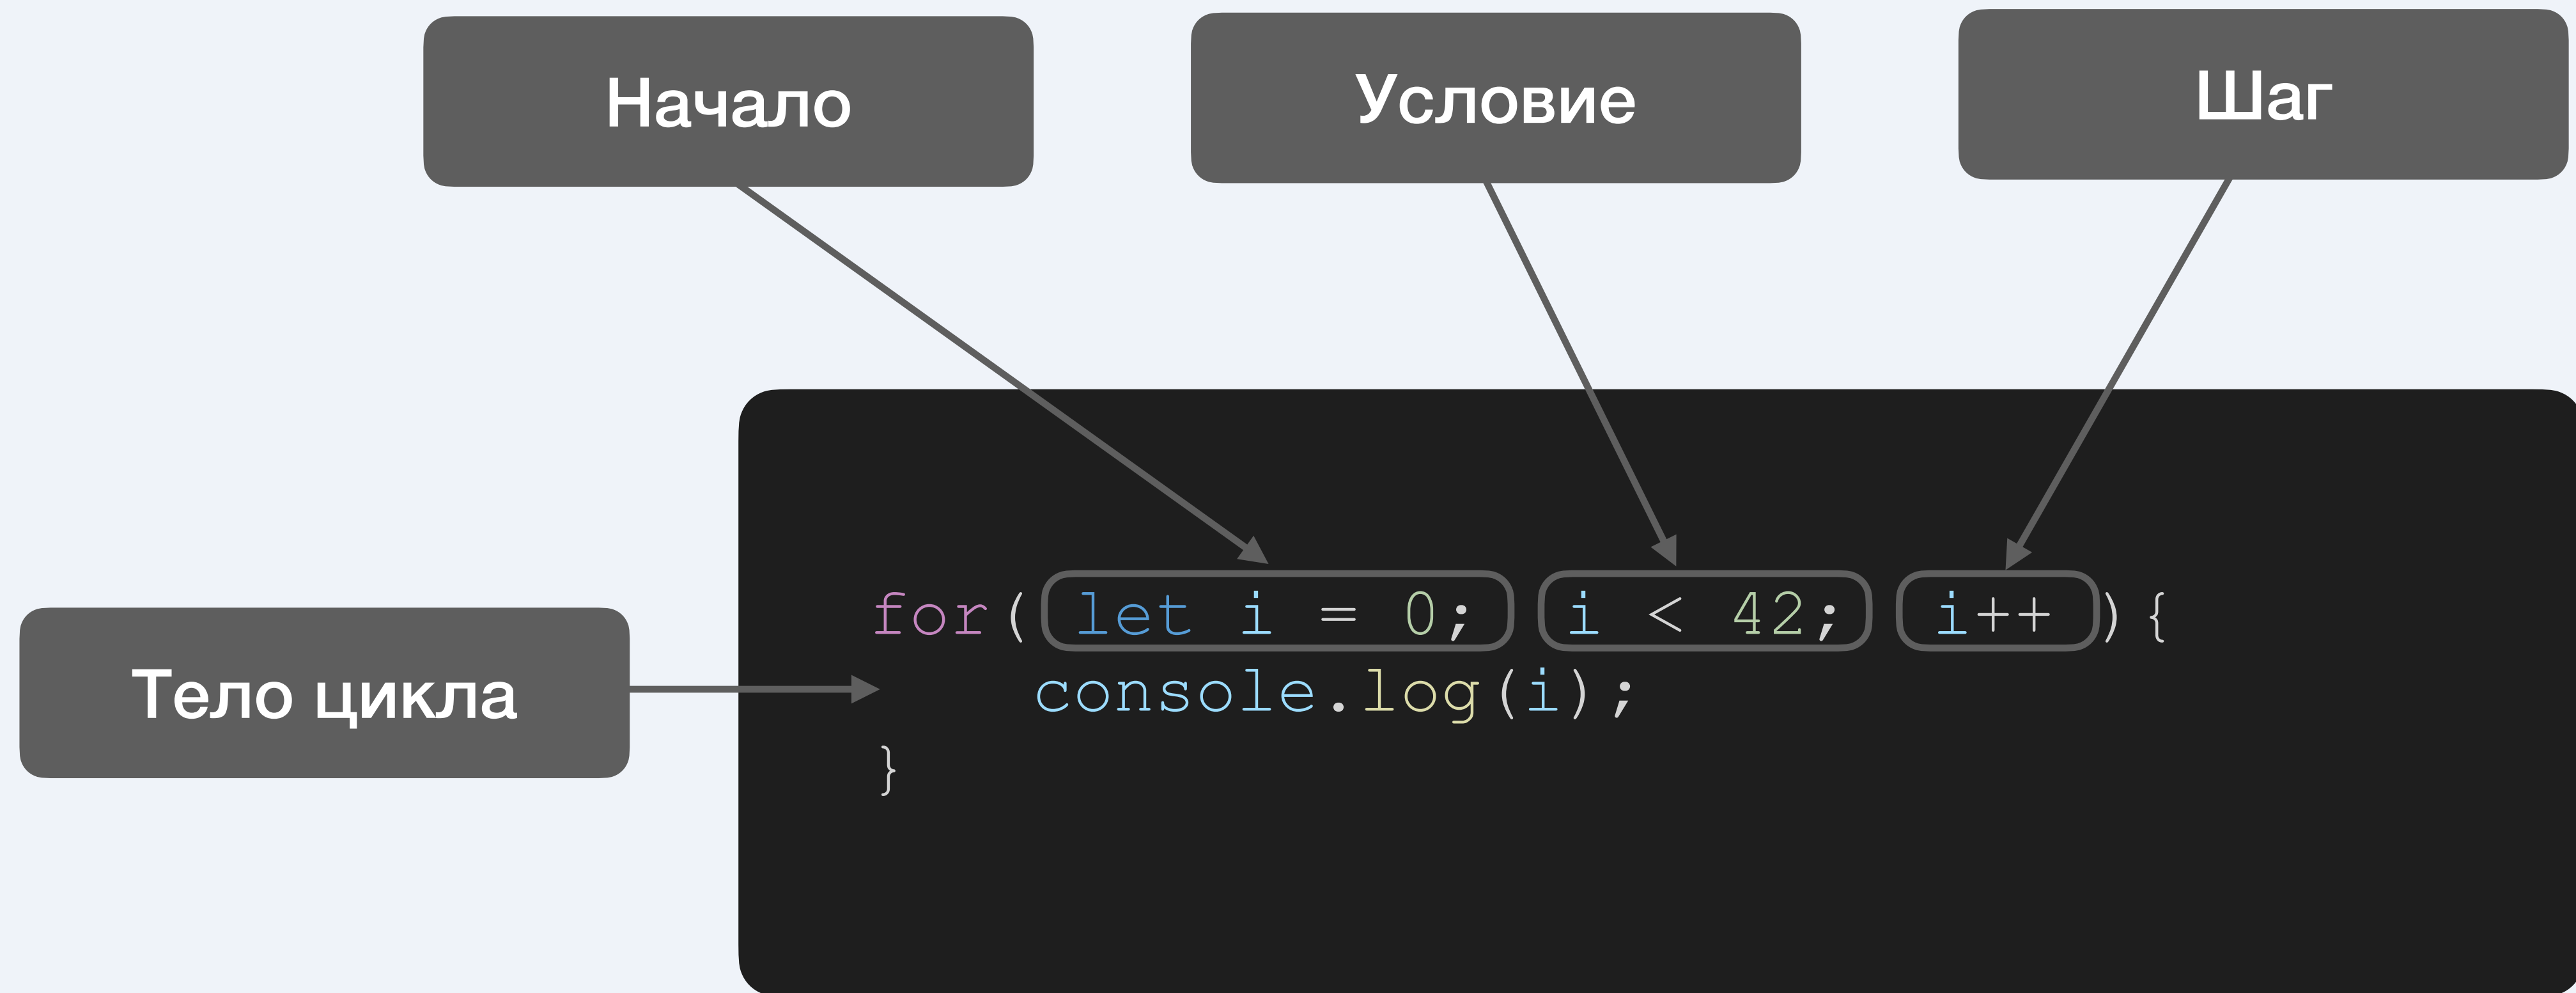 Начало
Условие
Шаг
Тело цикла
for( let i = 0; i < 42; i++ ){
console.log(i);
}